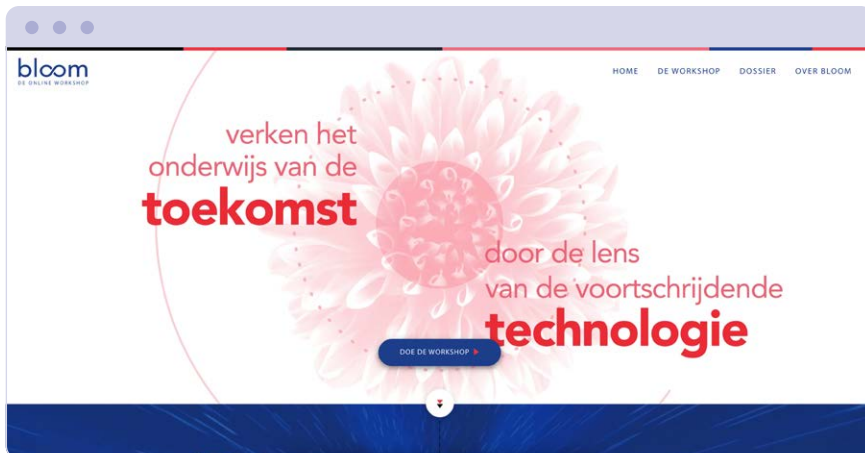 bloom
DE ONLINE WORKSHOP
HOME DE WORKSHOP DOSSIER OVER BLOOM
verken het
onderwijs van de
toekomst
door de lens
van de voortschrijdende
technologie
DOE DE WORKSHOP